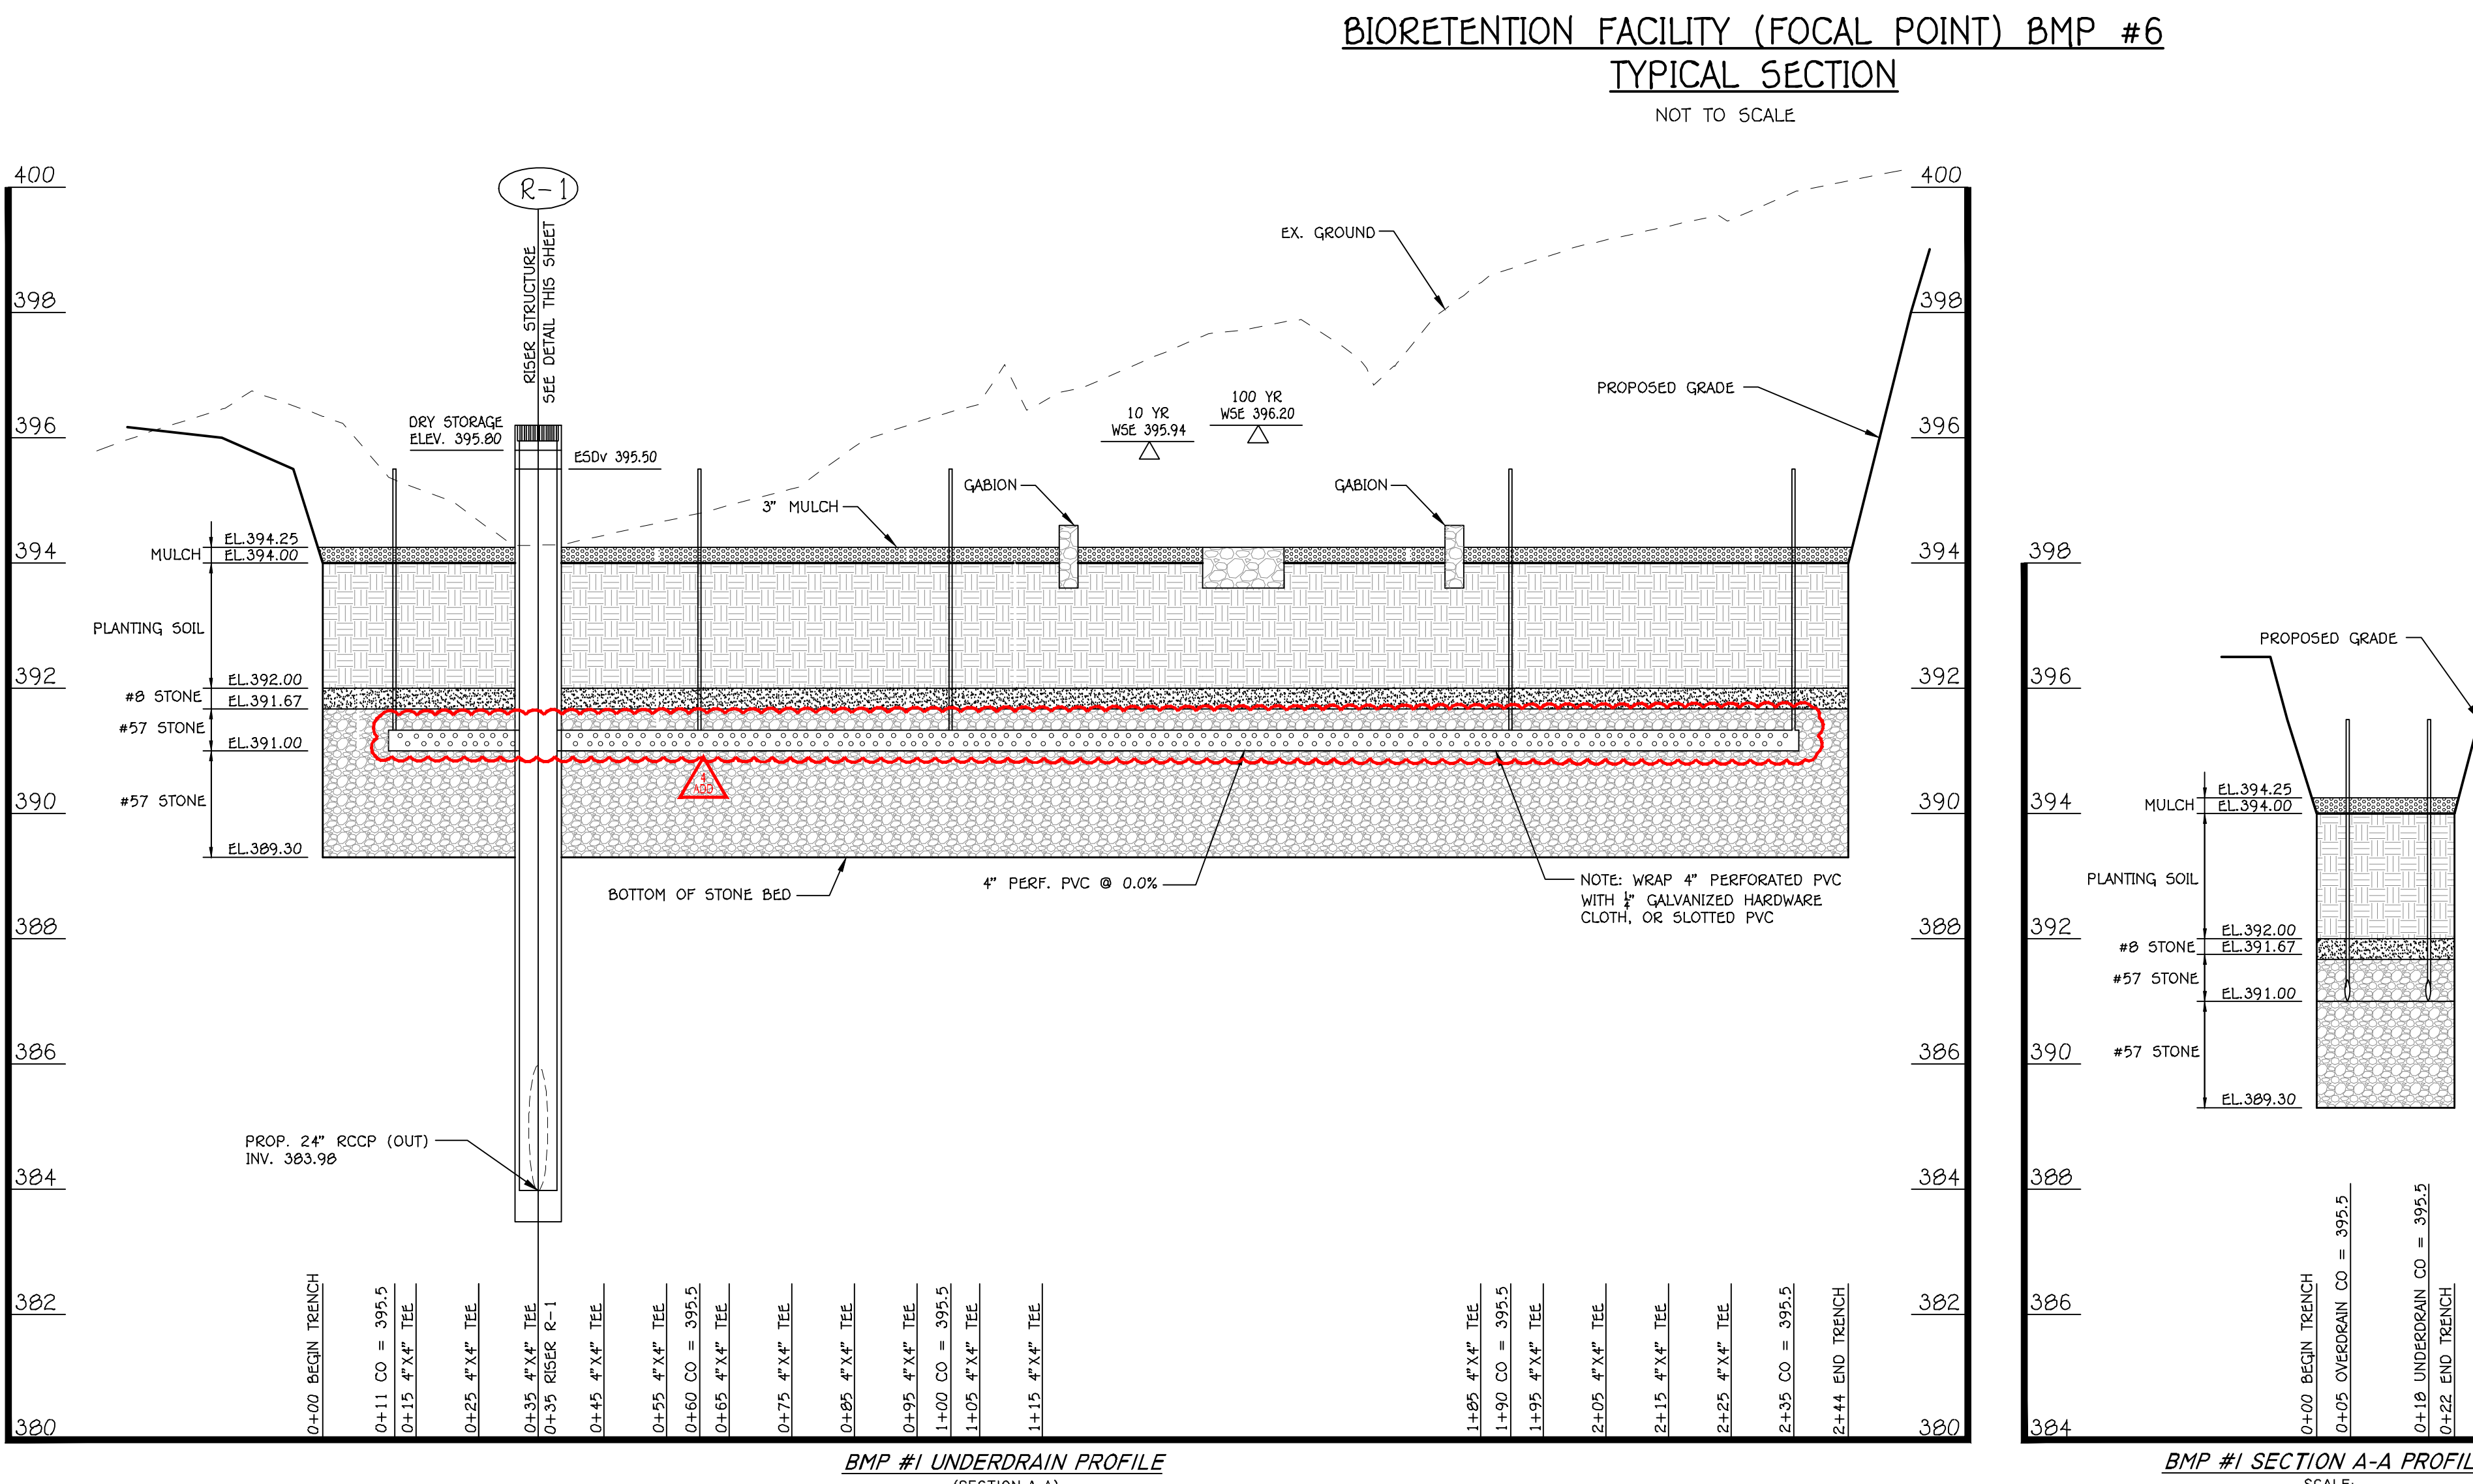 BIORETENTION FACILITY (FOCAL POINT) BMP #6
TYPICAL SECTION
NOT TO SCALE
400
398
396
394
392
390
388
386
384
382
380
R-1
RISER STRUCTURE
SEE DETAIL THIS SHEET
DRY STORAGE
ELEV. 395.80
ESDv 395.50
3" MULCH
GABION
10 YR
WSE 395.94
100 YR
WSE 396.20
GABION
EX. GROUND
PROPOSED GRADE
MULCH
EL.394.25
EL.394.00
PLANTING SOIL
EL.392.00
#8 STONE
EL.391.67
#57 STONE
EL.391.00
#57 STONE
EL.389.30
4
ADD
BOTTOM OF STONE BED
4" PERF. PVC @ 0.0%
NOTE: WRAP 4" PERFORATED PVC
WITH ¼" GALVANIZED HARDWARE
CLOTH, OR SLOTTED PVC
PROP. 24" RCCP (OUT)
INV. 383.98
0+00 BEGIN TRENCH
0+11 CO = 395.5
0+15 4"X4" TEE
0+25 4"X4" TEE
0+35 4"X4" TEE
0+35 RISER R-1
0+45 4"X4" TEE
0+55 4"X4" TEE
0+60 CO = 395.5
0+65 4"X4" TEE
0+75 4"X4" TEE
0+85 4"X4" TEE
0+95 4"X4" TEE
1+00 CO = 395.5
1+05 4"X4" TEE
1+15 4"X4" TEE
1+85 4"X4" TEE
1+90 CO = 395.5
1+95 4"X4" TEE
2+05 4"X4" TEE
2+15 4"X4" TEE
2+25 4"X4" TEE
2+35 CO = 395.5
2+44 END TRENCH
400
398
396
394
392
390
388
386
384
382
380
BMP #1 UNDERDRAIN PROFILE
(SECTION A-A)
398
396
394
392
390
388
386
384
PROPOSED GRADE
MULCH
EL.394.25
EL.394.00
PLANTING SOIL
EL.392.00
#8 STONE
EL.391.67
#57 STONE
EL.391.00
#57 STONE
EL.389.30
0+00 BEGIN TRENCH
0+05 OVERDRAIN CO = 395.5
0+18 UNDERDRAIN CO = 395.5
0+22 END TRENCH
BMP #1 SECTION A-A PROFIL
SCALE: